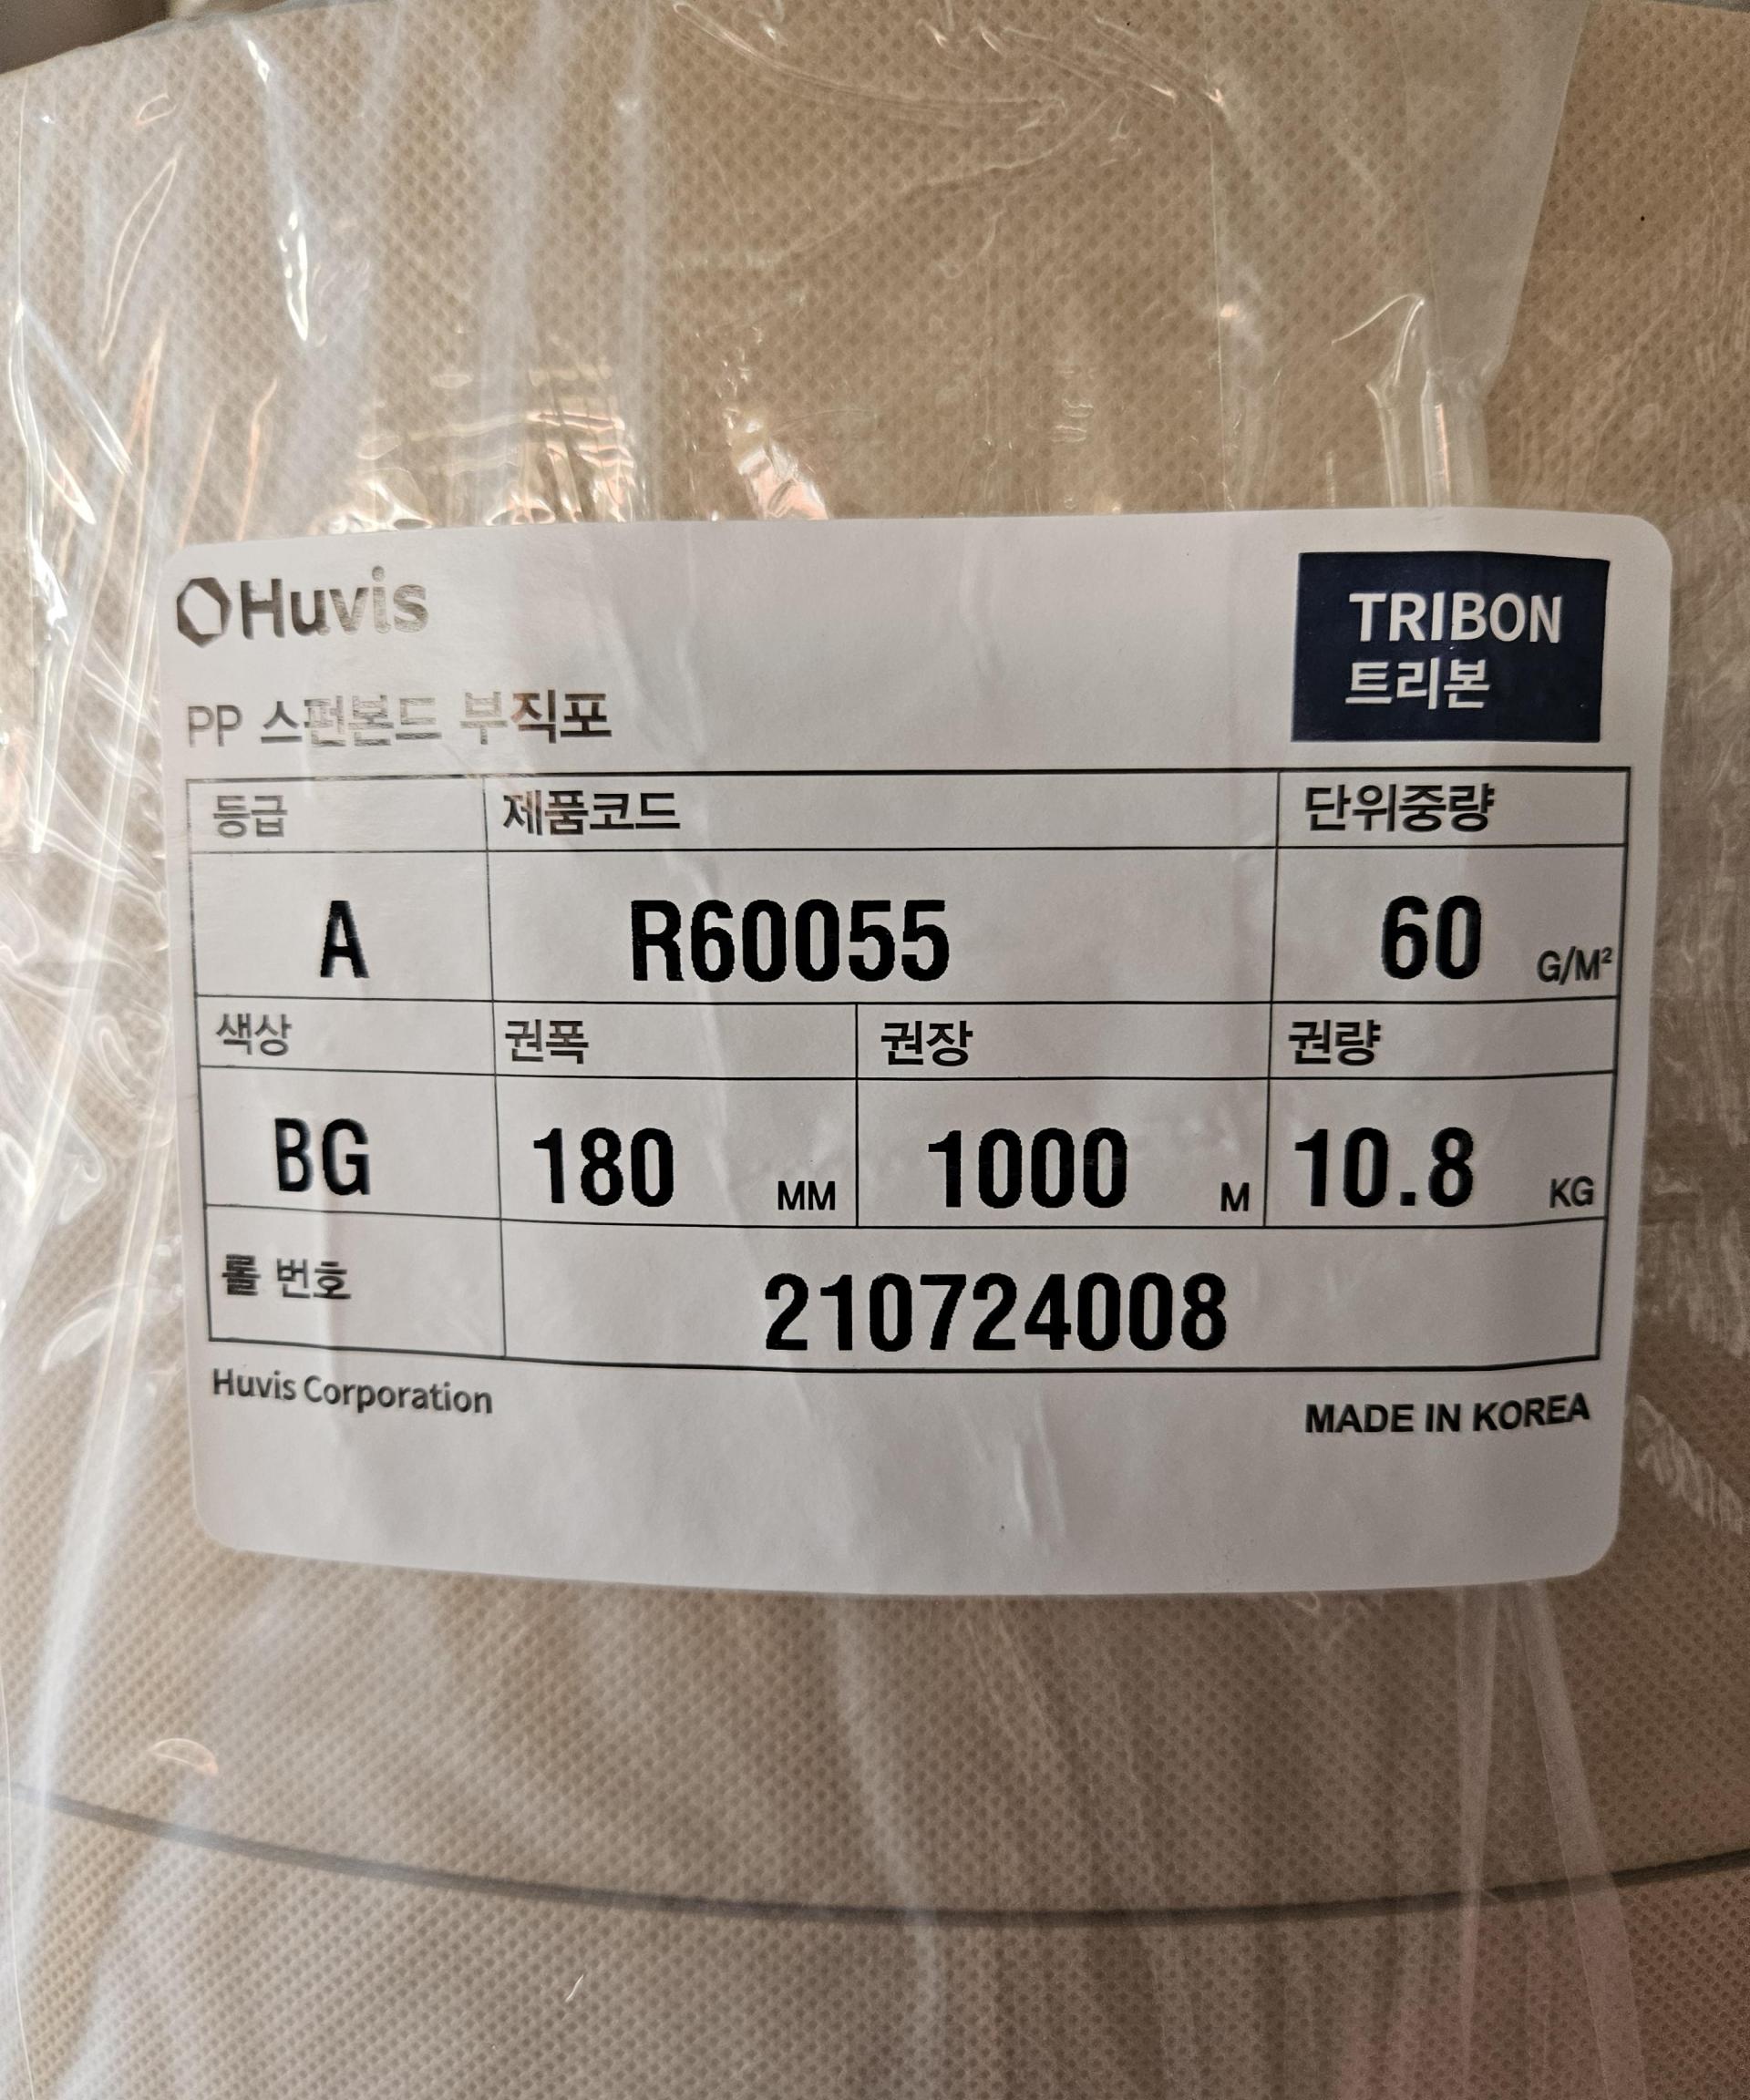 Huvis
TRIBON
트리본
PP 스펀본드 부직포
등급 제품코드 단위중량
A R60055 60 G/M²
색상 권폭 권장 권량
BG 180 MM 1000 M 10.8 KG
롤 번호 210724008
Huvis Corporation MADE IN KOREA